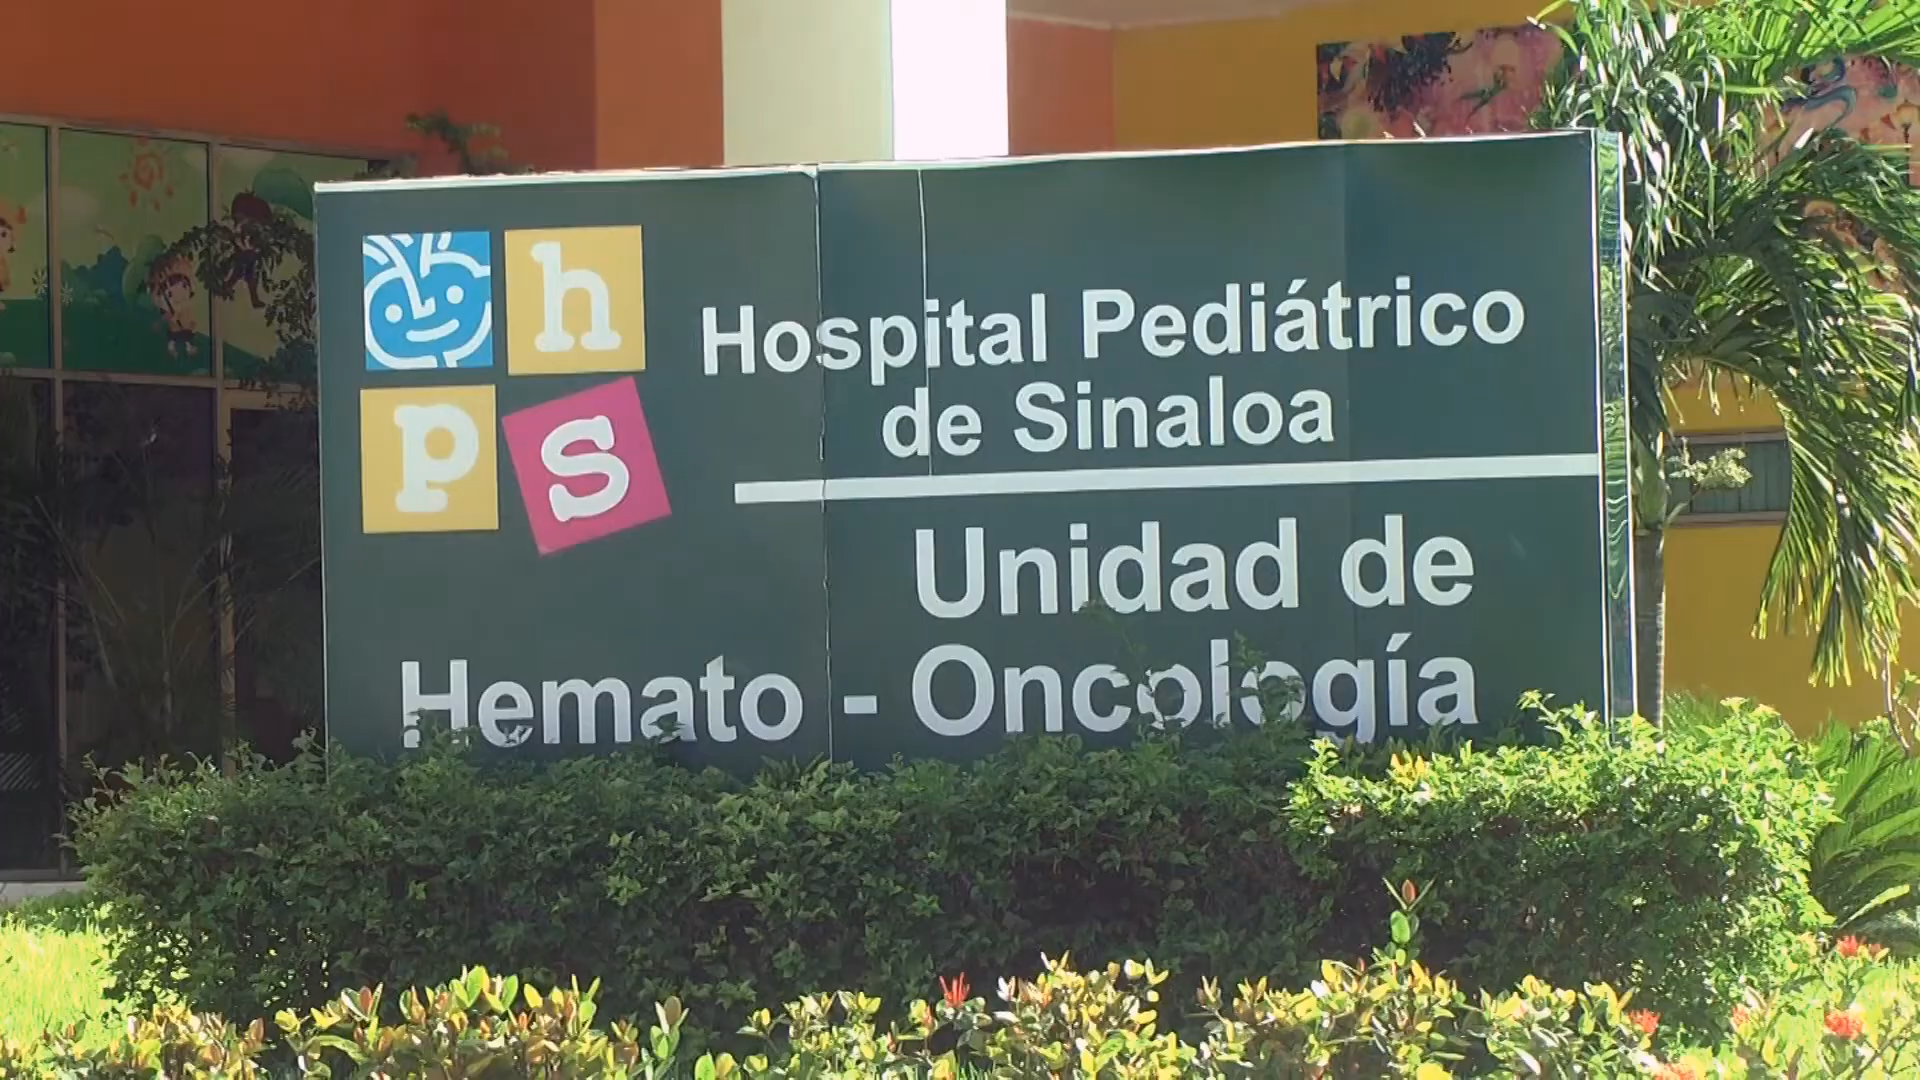 h
p s
Hospital Pediátrico
de Sinaloa
Unidad de
Hemato - Oncología